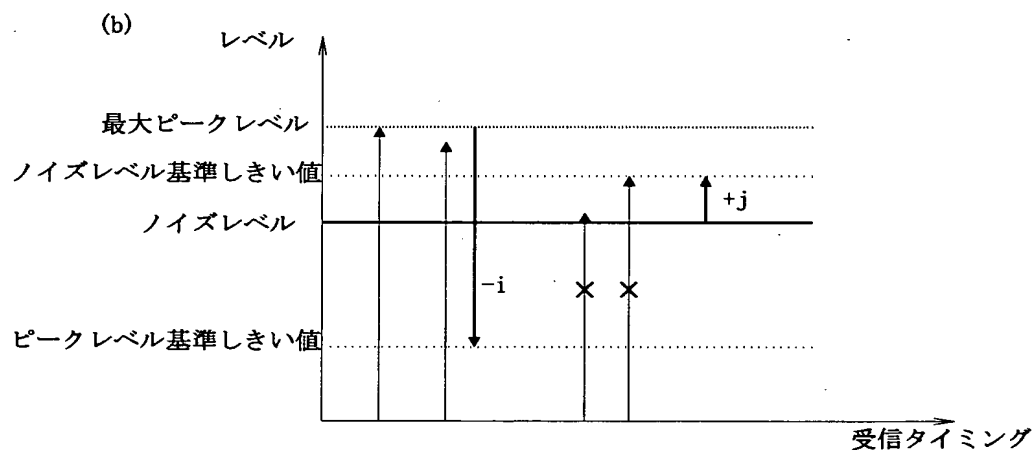 (b)
レベル
最大ピークレベル
ノイズレベル基準しきい値
+j
ノイズレベル
-i
ピークレベル基準しきい値
受信タイミング